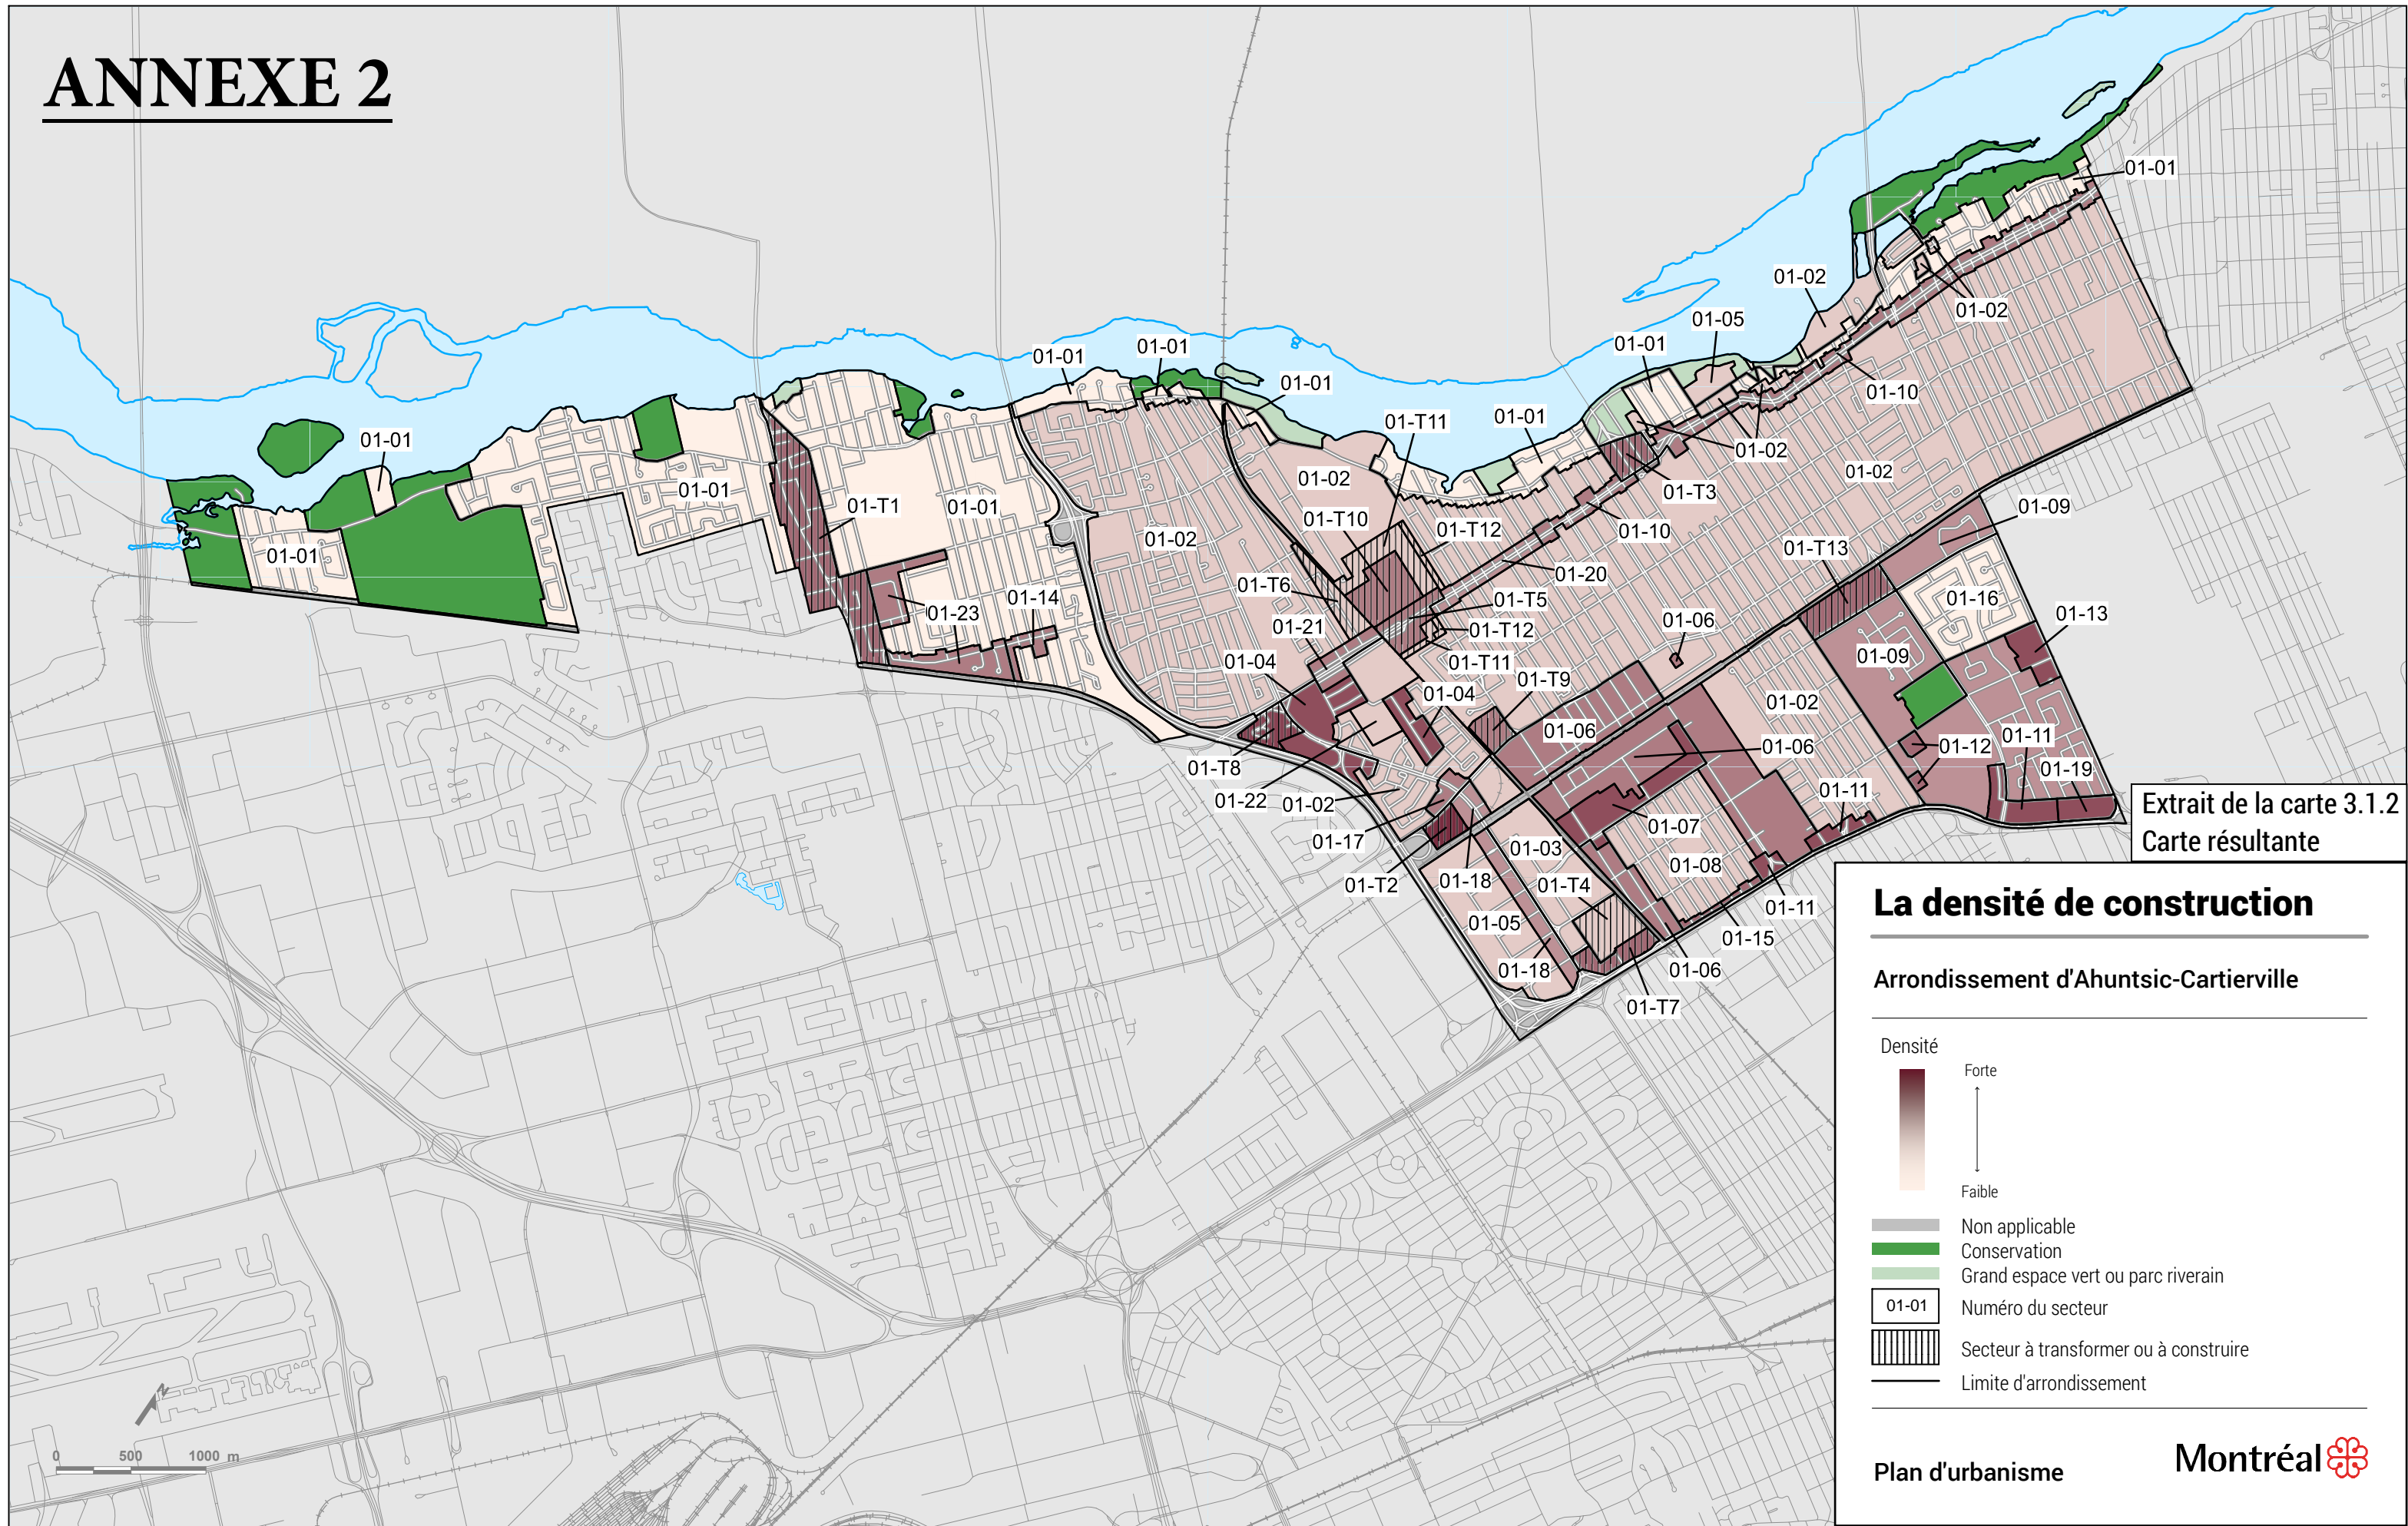 ANNEXE 2
01-01
01-02
01-02
01-05
01-01
01-01
01-01
01-01
01-10
01-T11
01-01
01-01
01-02
01-02
01-02
01-01
01-T3
01-T1
01-01
01-09
01-T10
01-T12
01-10
01-02
01-T13
01-01
01-20
01-T6
01-16
01-T5
01-14
01-23
01-13
01-06
01-21
01-T12
01-09
01-04
01-T11
01-T9
01-04
01-02
01-06
01-11
01-06
01-12
01-T8
01-19
01-11
01-22
01-02
01-07
01-17
01-03
01-08
01-18
01-T4
01-T2
01-11
01-05
01-15
01-18
01-06
01-T7
Extrait de la carte 3.1.2
Carte résultante
La densité de construction
Arrondissement d'Ahuntsic-Cartierville
Densité
Forte
Faible
Non applicable
Conservation
Grand espace vert ou parc riverain
01-01 Numéro du secteur
Secteur à transformer ou à construire
Limite d'arrondissement
Plan d'urbanisme
Montréal
N
0 500 1000 m